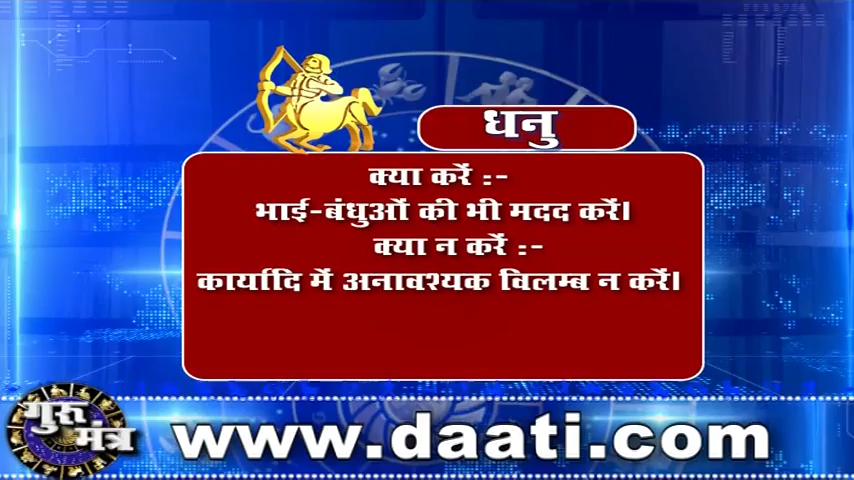 धनु
क्या करें :-
भाई-बंधुओं की भी मदद करें।
क्या न करें :-
कार्यादि में अनावश्यक विलम्ब न करें।
गुरू
मंत्र
www.daati.com